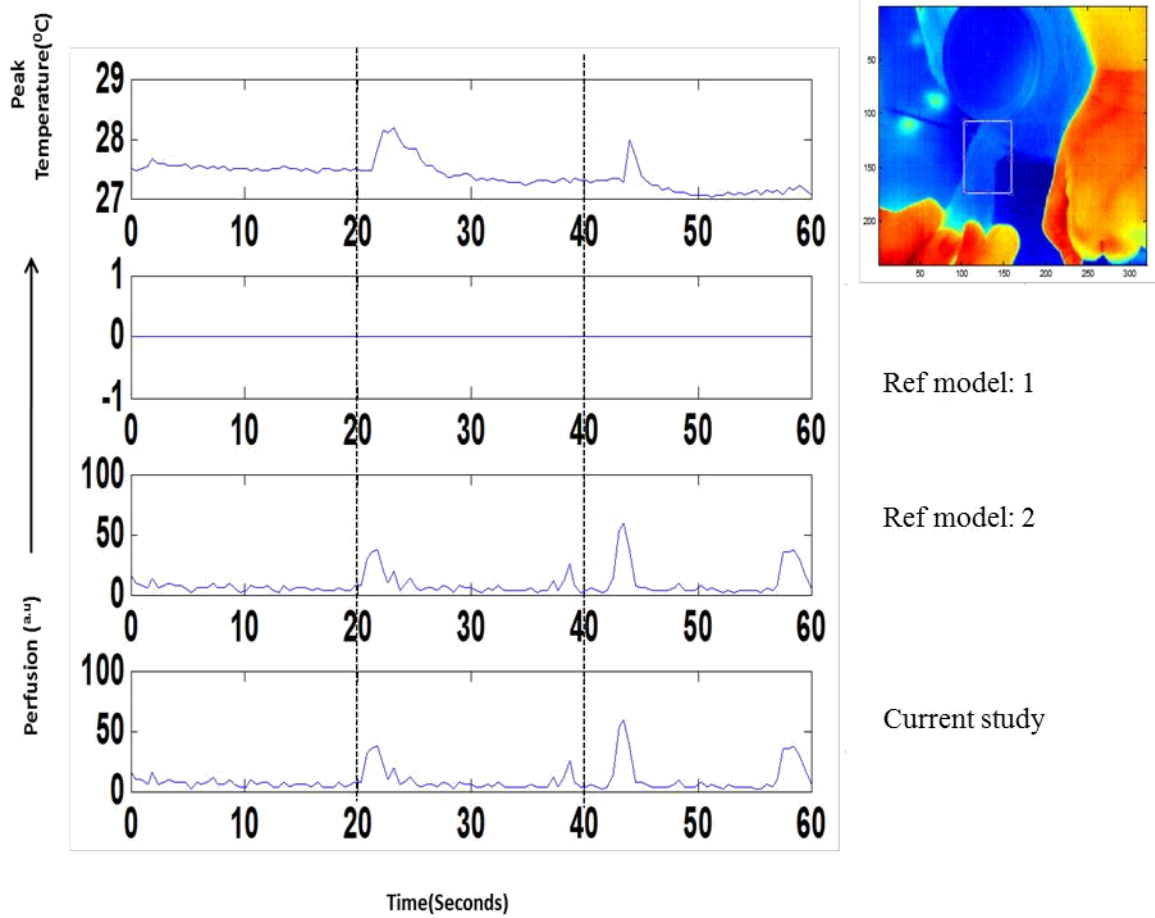 Peak
Temperature(⁰C)
29
28
27
0 10 20 30 40 50 60
1
0
-1
0 10 20 30 40 50 60
Ref model: 1
100
50
0
0 10 20 30 40 50 60
Ref model: 2
100
50
0
0 10 20 30 40 50 60
Current study
Perfusion (a.u)
Time(Seconds)
50
100
150
200
50 100 150 200 250 300